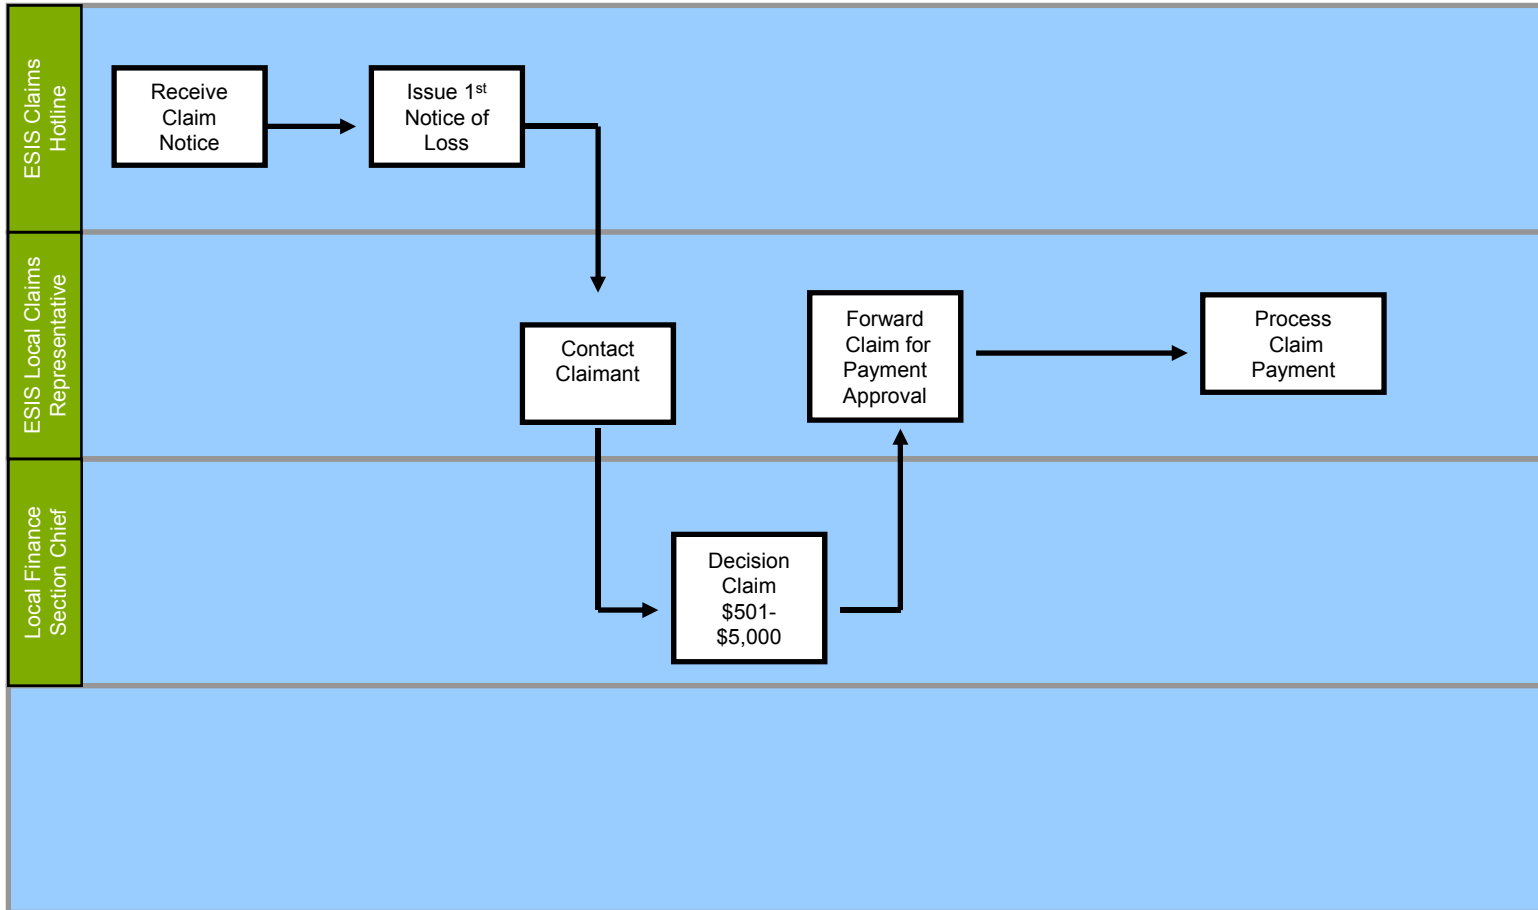 ESIS Claims
Hotline
Receive
Claim
Notice
Issue 1st
Notice of
Loss
ESIS Local Claims
Representative
Contact
Claimant
Forward
Claim for
Payment
Approval
Process
Claim
Payment
Local Finance
Section Chief
Decision
Claim
$501-
$5,000